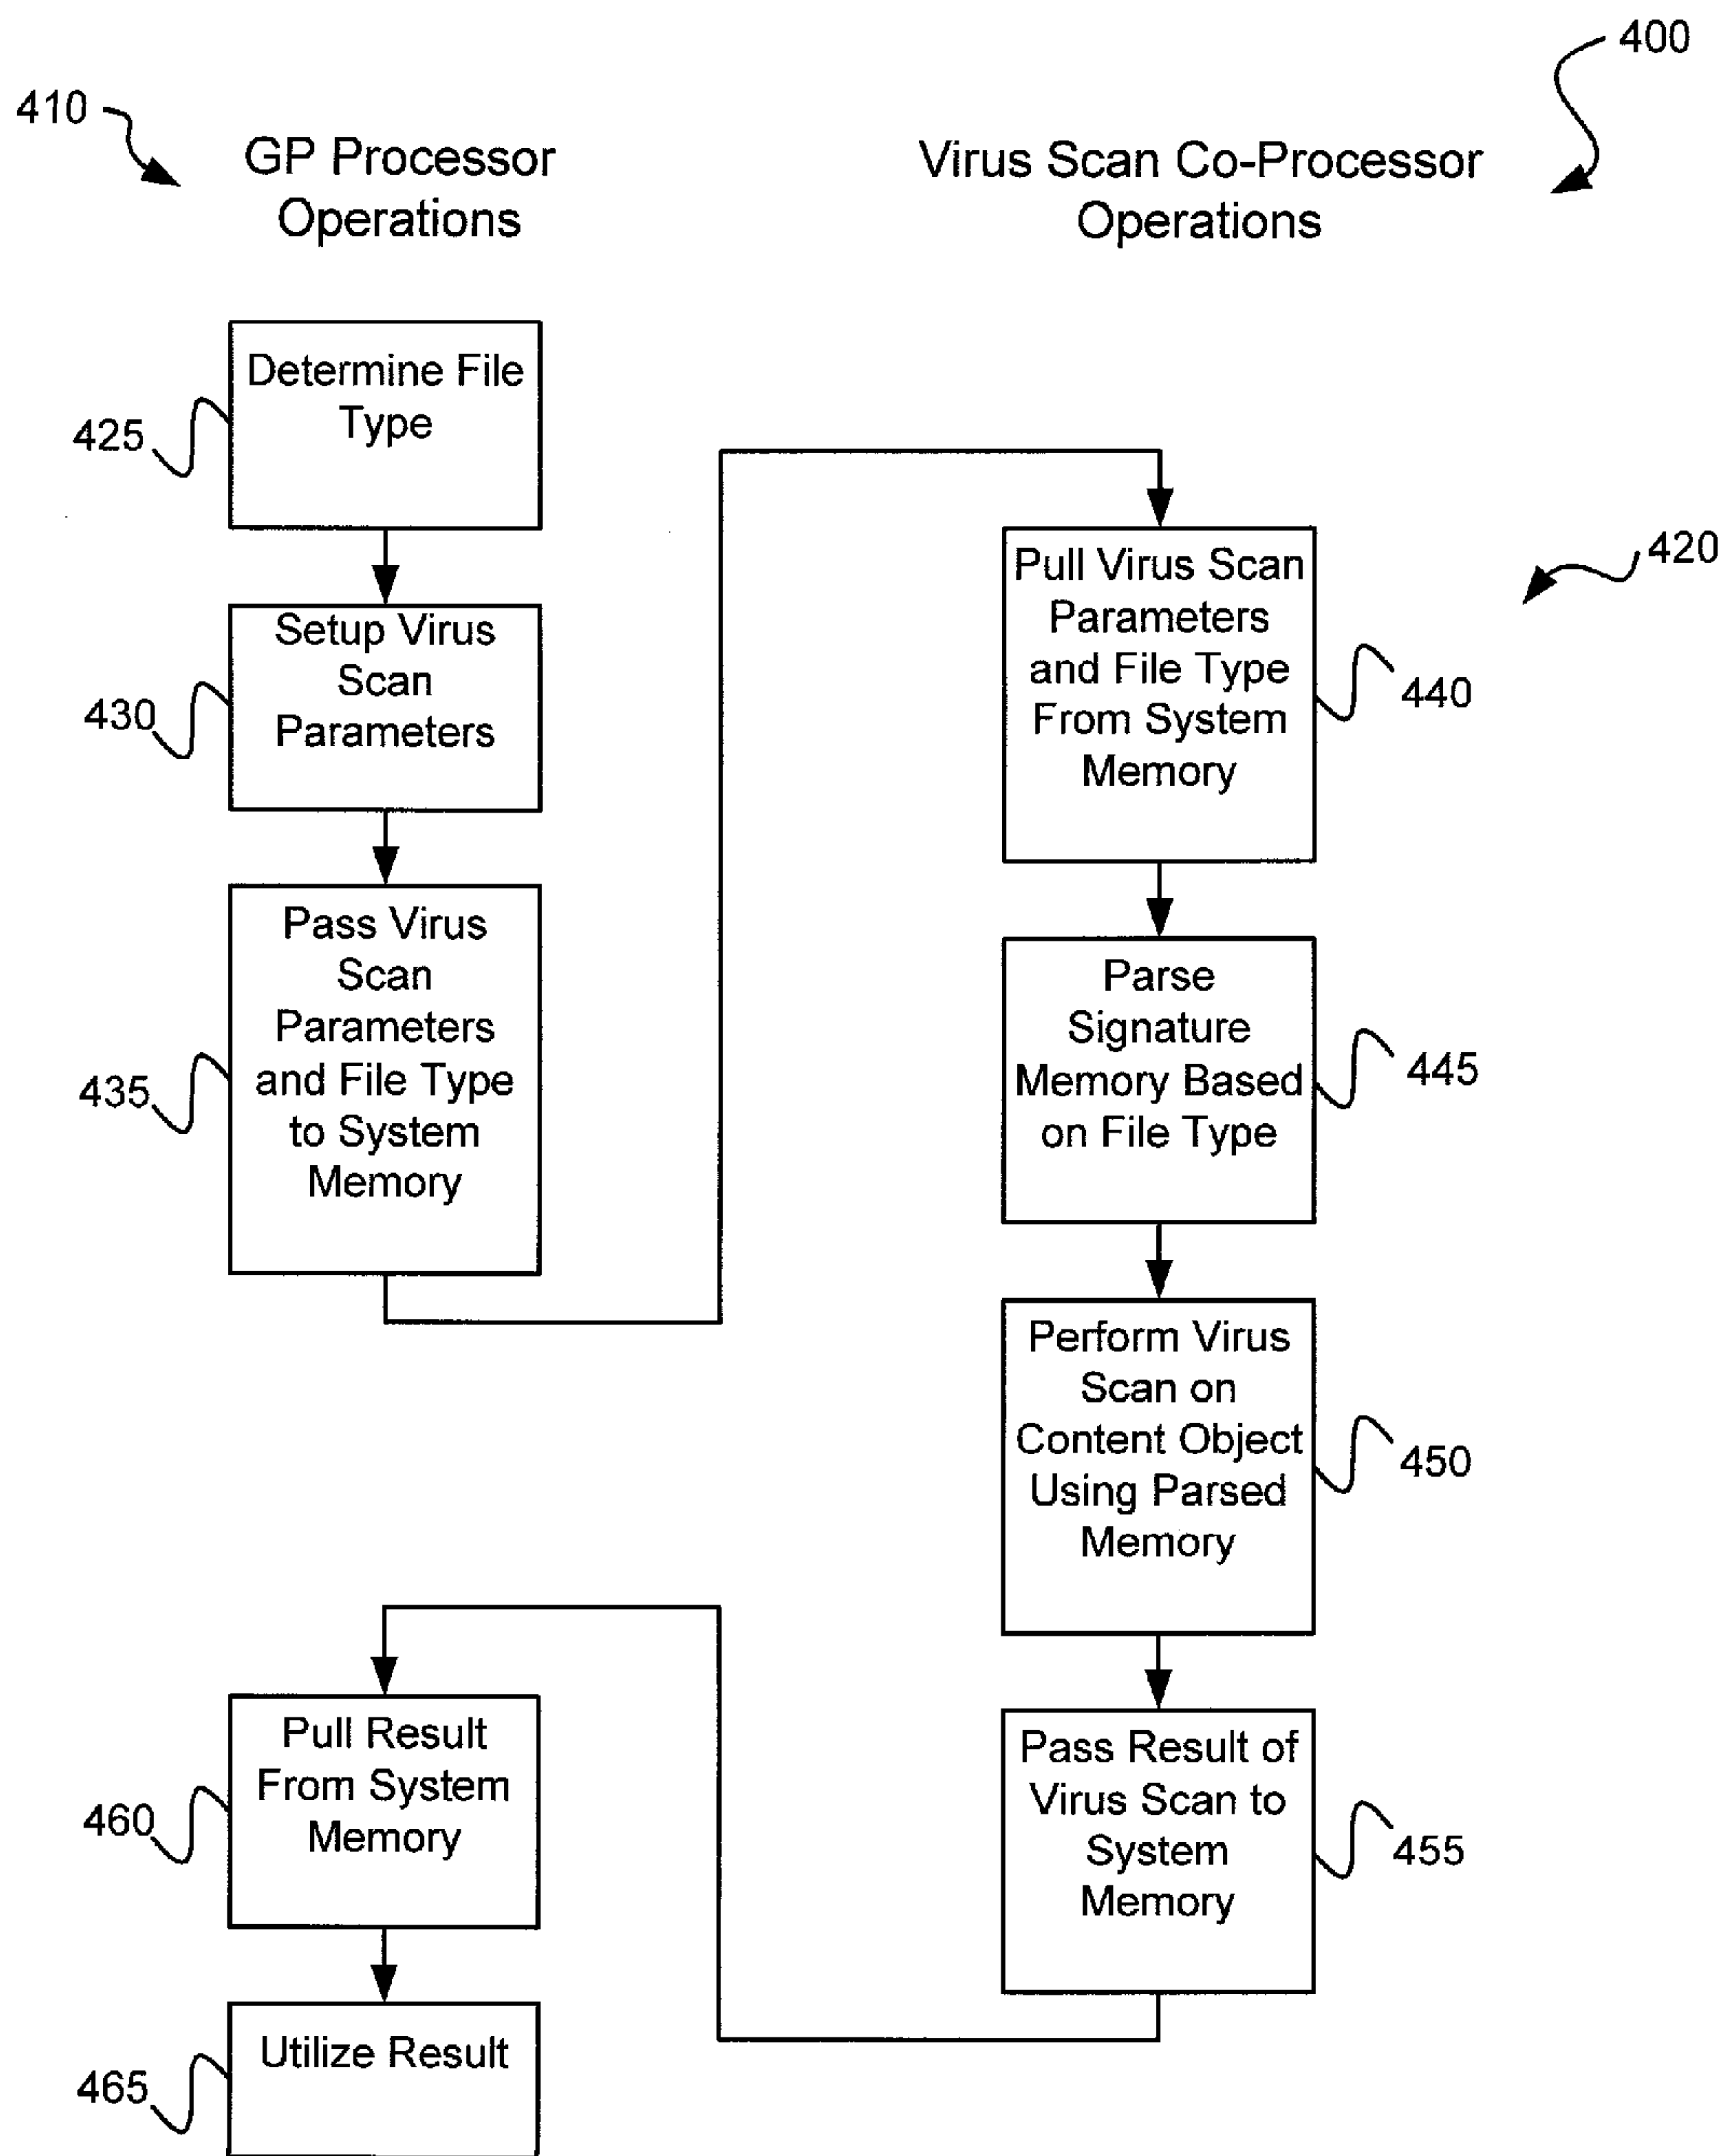 400
410
GP Processor
Operations
Virus Scan Co-Processor
Operations
Determine File
Type
425
Setup Virus
Scan
Parameters
430
Pass Virus
Scan
Parameters
and File Type
to System
Memory
435
420
Pull Virus Scan
Parameters
and File Type
From System
Memory
440
Parse
Signature
Memory Based
on File Type
445
Perform Virus
Scan on
Content Object
Using Parsed
Memory
450
Pass Result of
Virus Scan to
System
Memory
455
Pull Result
From System
Memory
460
Utilize Result
465